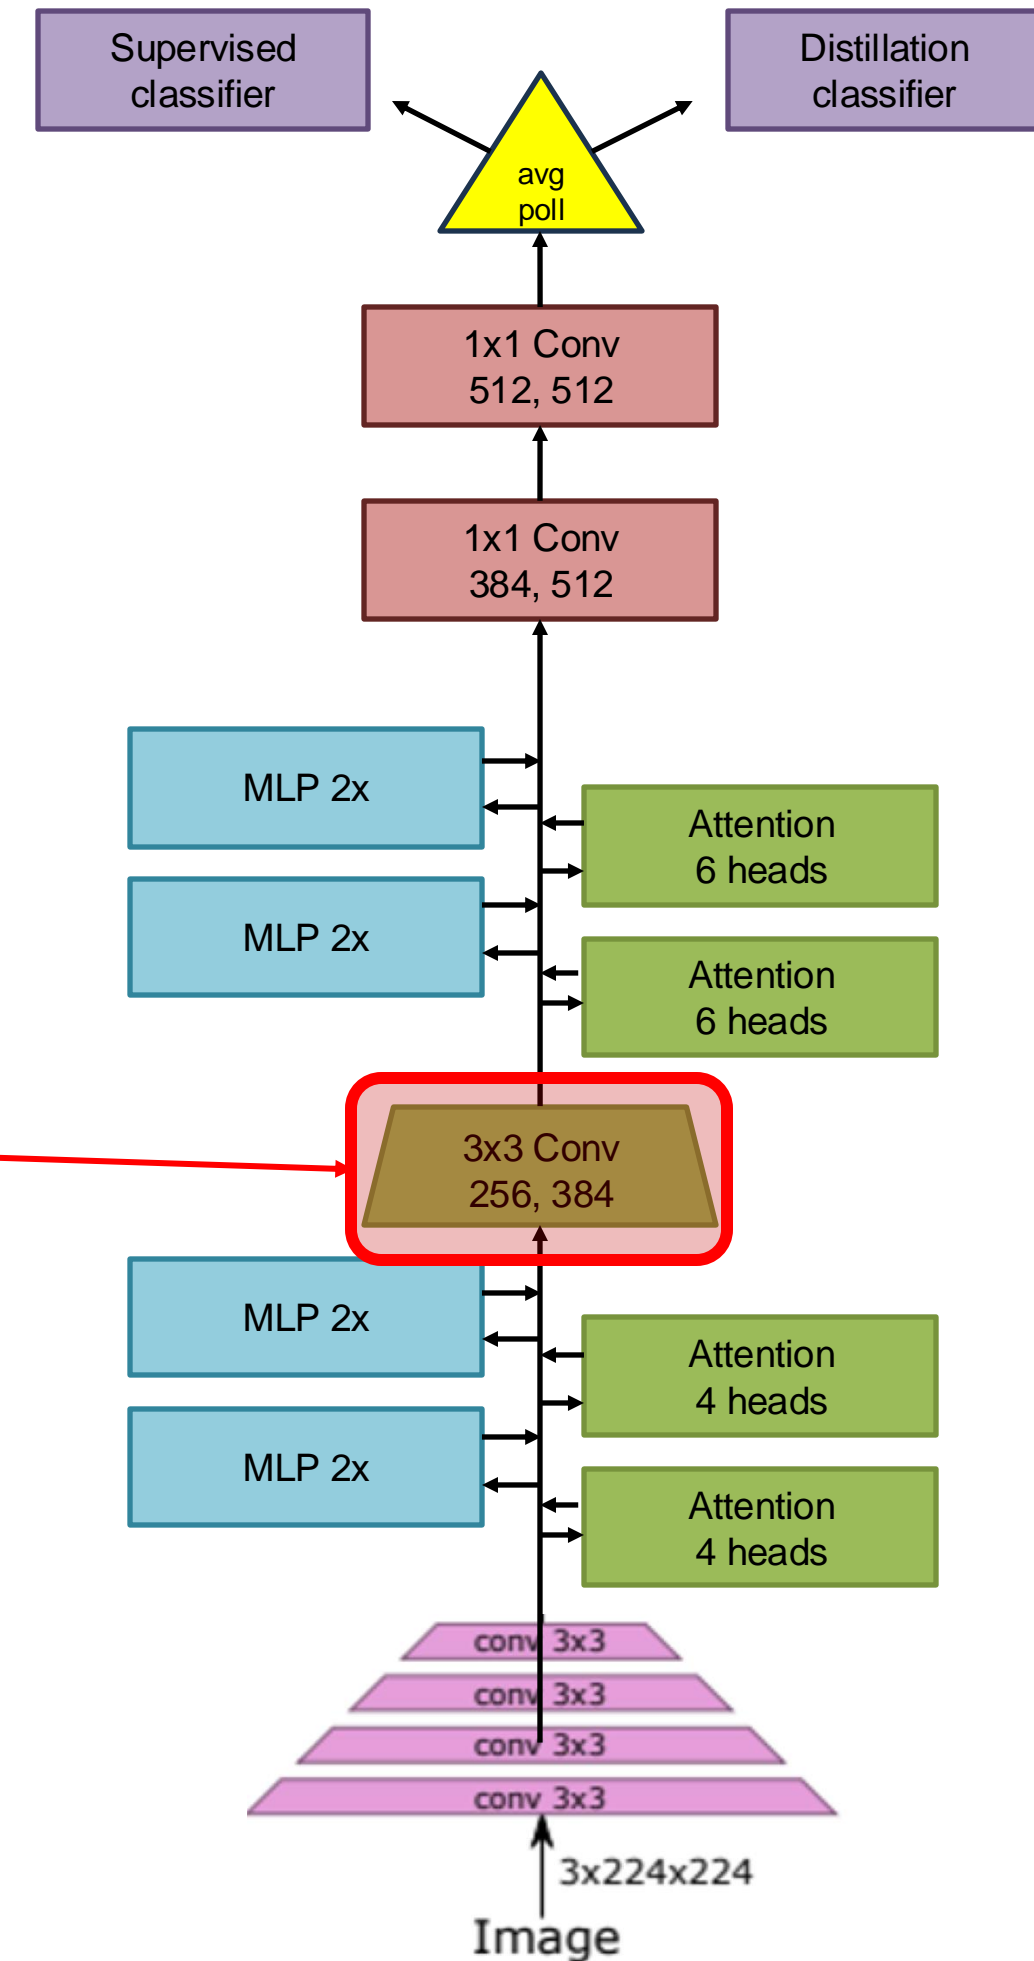 Supervised
classifier
Distillation
classifier
avg
poll
1x1 Conv
512, 512
1x1 Conv
384, 512
MLP 2x
Attention
6 heads
MLP 2x
Attention
6 heads
3x3 Conv
256, 384
MLP 2x
Attention
4 heads
MLP 2x
Attention
4 heads
conv 3x3
conv 3x3
conv 3x3
conv 3x3
3x224x224
Image